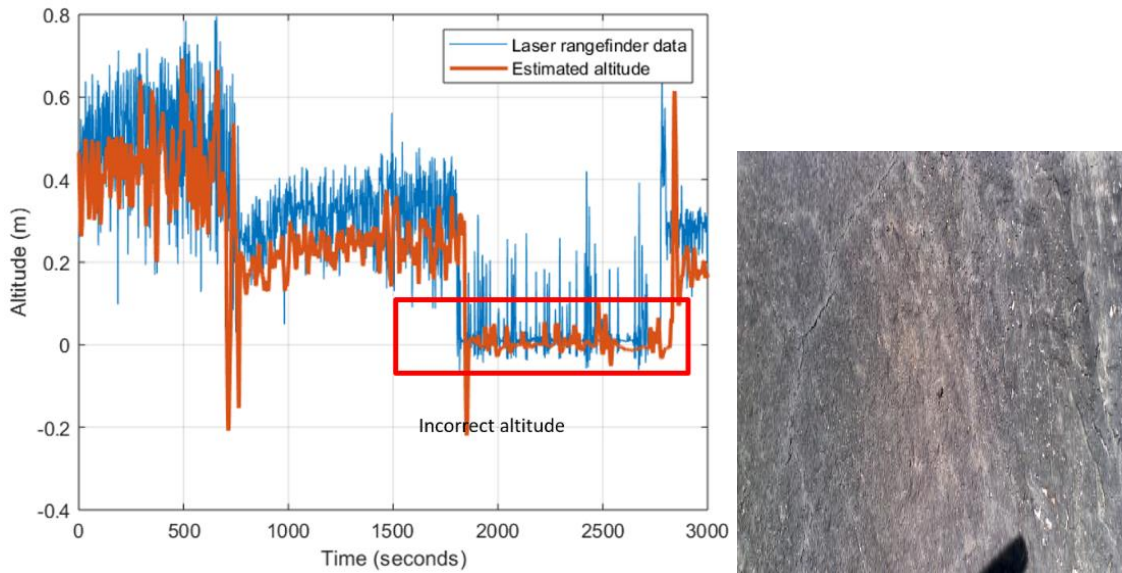 0.8
Laser rangefinder data
Estimated altitude
0.6
0.4
Altitude (m)
0.2
0
Incorrect altitude
-0.2
-0.4
0 500 1000 1500 2000 2500 3000
Time (seconds)